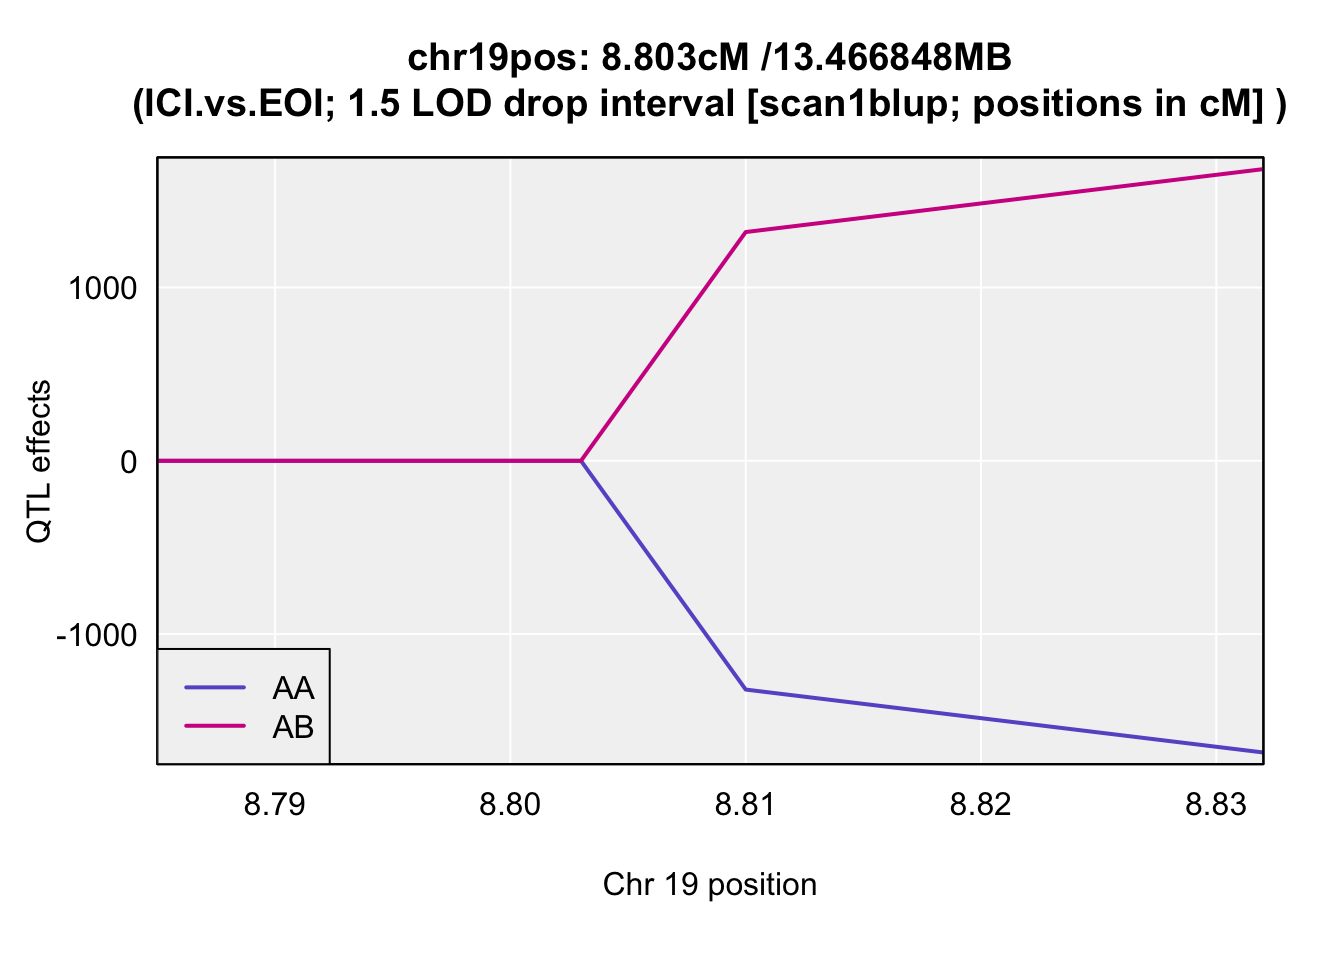 chr19pos: 8.803cM /13.466848MB
(ICI.vs.EOI; 1.5 LOD drop interval [scan1blup; positions in cM] )
QTL effects
1000
0
-1000
AA
AB
8.79 8.80 8.81 8.82 8.83
Chr 19 position